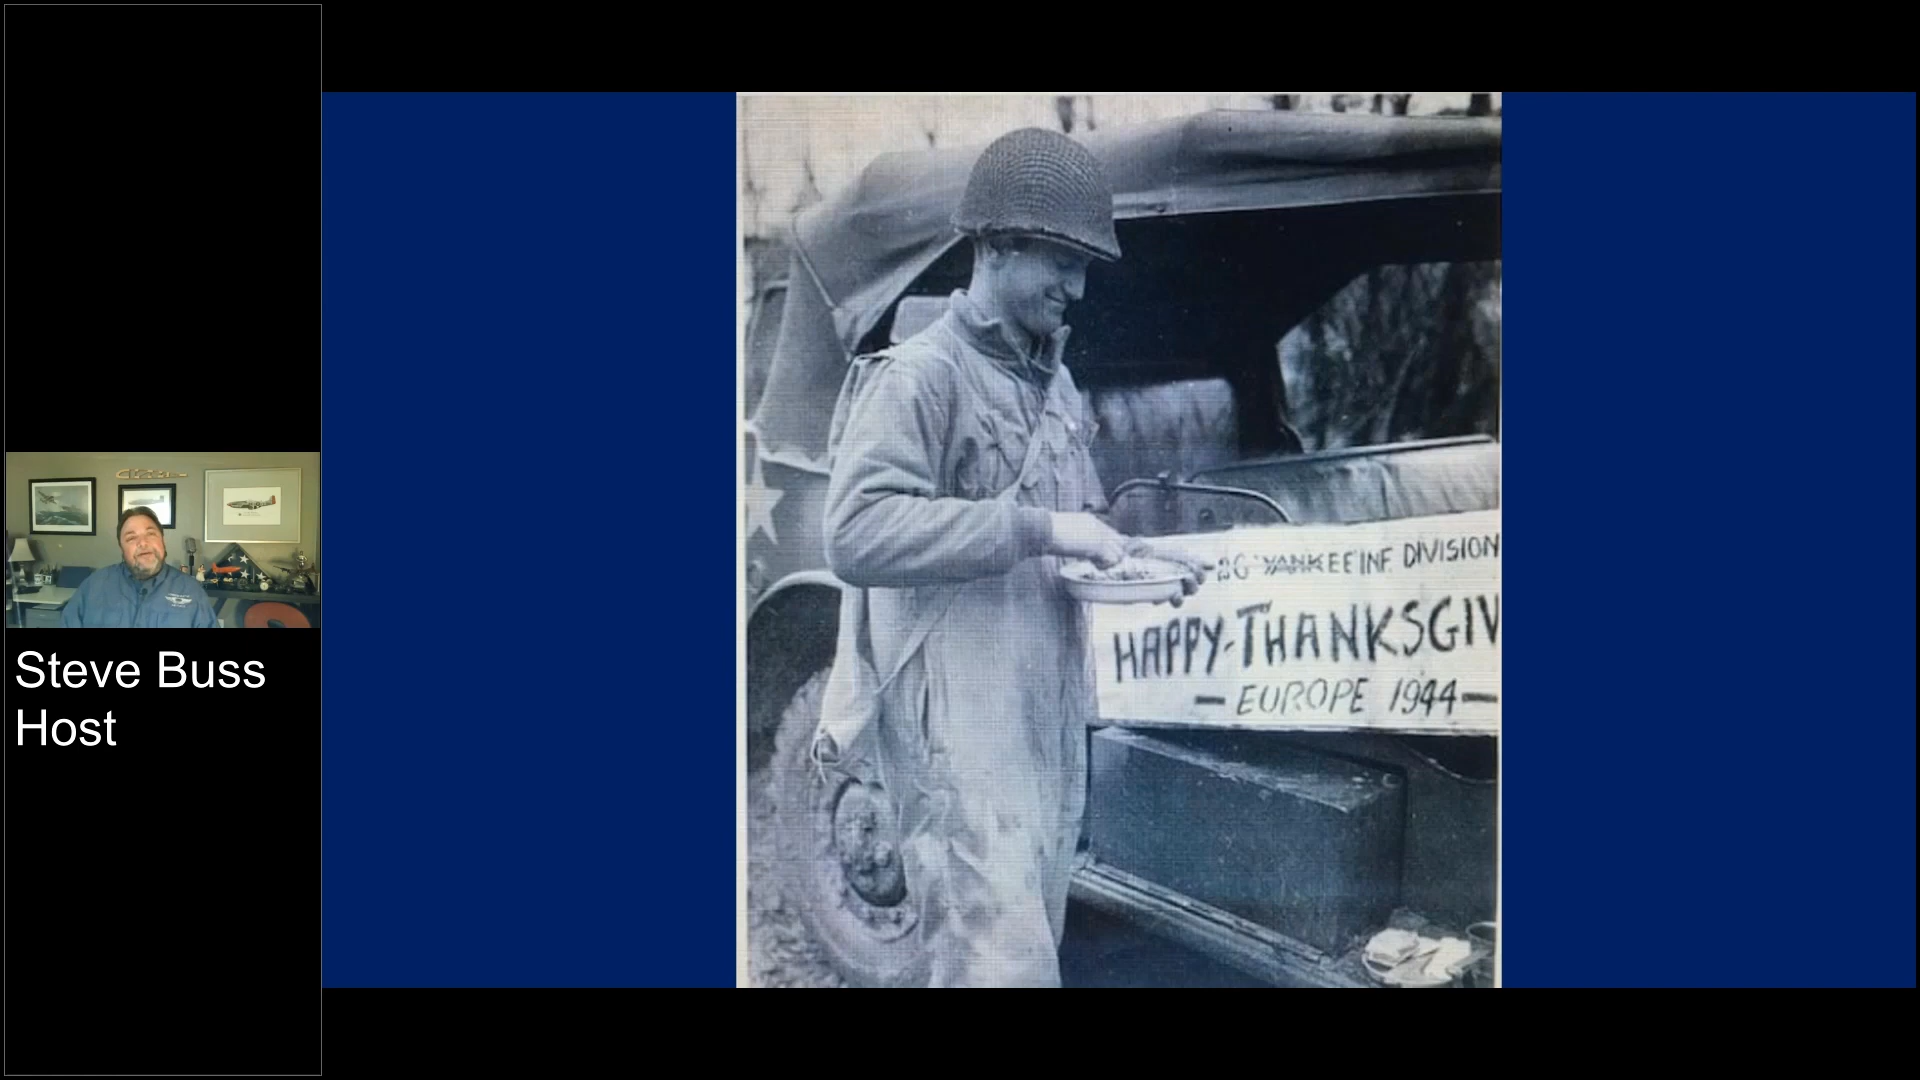 Steve Buss
Host
26 YANKEE INF. DIVISION
HAPPY-THANKSGIV
— EUROPE 1944 —